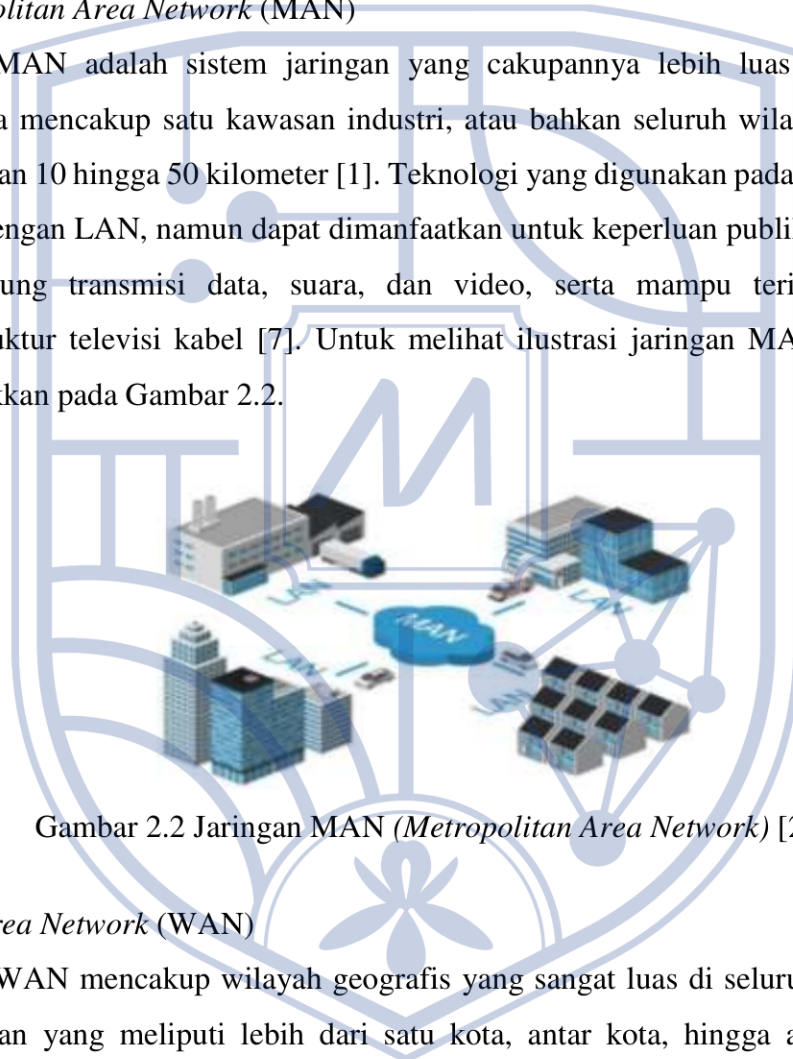 olitan Area Network (MAN)
MAN adalah sistem jaringan yang cakupannya lebih luas
a mencakup satu kawasan industri, atau bahkan seluruh wila
an 10 hingga 50 kilometer [1]. Teknologi yang digunakan pada
engan LAN, namun dapat dimanfaatkan untuk keperluan publi
ung transmisi data, suara, dan video, serta mampu teri
uktur televisi kabel [7]. Untuk melihat ilustrasi jaringan MA
kkan pada Gambar 2.2.
LAN
LAN
MAN
LAN
LAN
Gambar 2.2 Jaringan MAN (Metropolitan Area Network) [2
rea Network (WAN)
WAN mencakup wilayah geografis yang sangat luas di seluru
an yang meliputi lebih dari satu kota, antar kota, hingga a